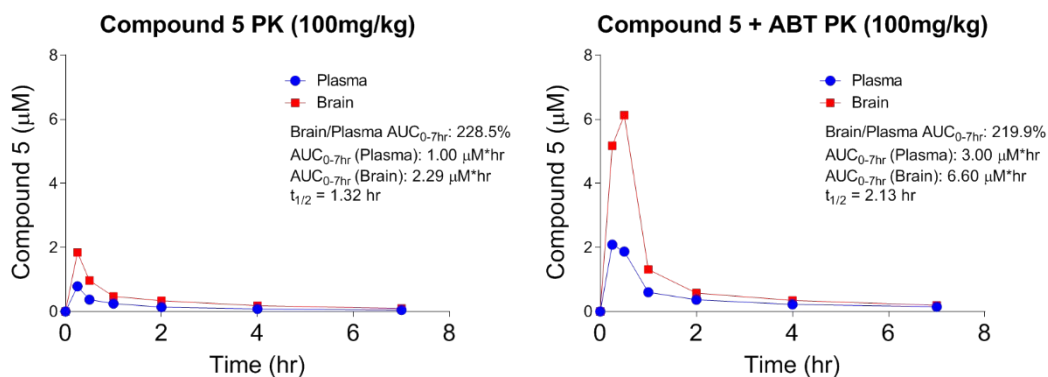 Compound 5 PK (100mg/kg)
Compound 5 (μM)
8
6
4
2
0
0
2
4
6
8
Time (hr)
Plasma
Brain
Brain/Plasma AUC0-7hr: 228.5%
AUC0-7hr (Plasma): 1.00 μM*hr
AUC0-7hr (Brain): 2.29 μM*hr
t1/2 = 1.32 hr
Compound 5 + ABT PK (100mg/kg)
Compound 5 (μM)
8
6
4
2
0
0
2
4
6
8
Time (hr)
Plasma
Brain
Brain/Plasma AUC0-7hr: 219.9%
AUC0-7hr (Plasma): 3.00 μM*hr
AUC0-7hr (Brain): 6.60 μM*hr
t1/2 = 2.13 hr